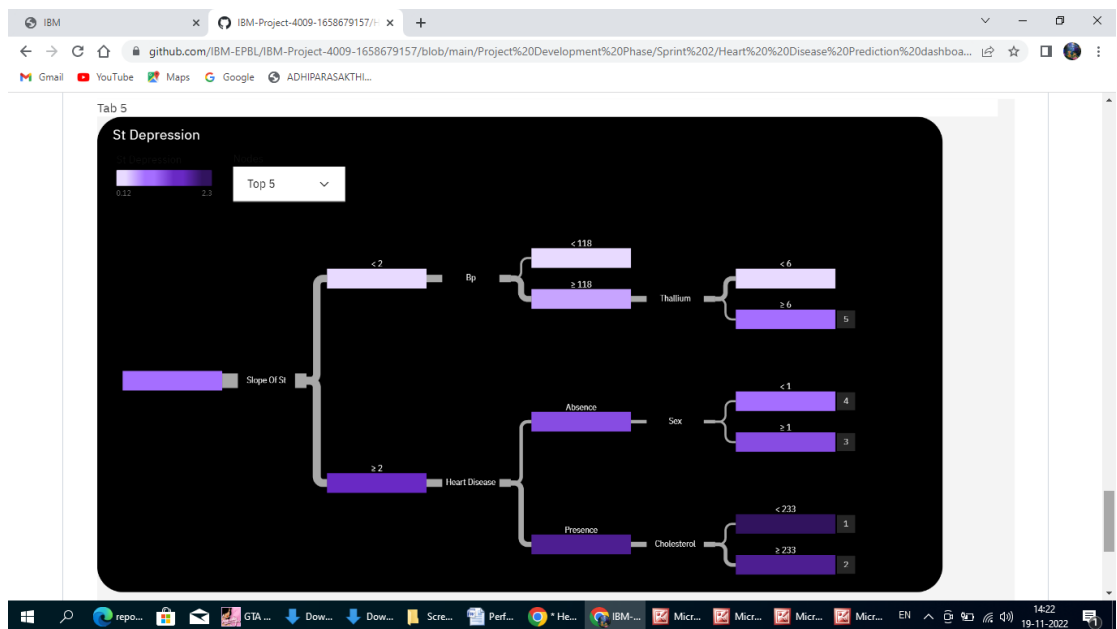 IBM
IBM-Project-4009-1658679157/H
github.com/IBM-EPBL/IBM-Project-4009-1658679157/blob/main/Project%20Development%20Phase/Sprint%202/Heart%20%20Disease%20Prediction%20dashboa...
Gmail YouTube Maps Google ADHIPARASAKTHI...
Tab 5
St Depression
St Depression
0.12 2.3
Top 5
< 118
< 2
< 6
Bp
≥ 118
Thallium
≥ 6
5
Slope Of St
< 1
4
Absence
Sex
≥ 1
3
≥ 2
Heart Disease
< 233
1
Presence
Cholesterol
≥ 233
2
repo... GTA ... Dow... Dow... Scre... Perf... * He... IBM-... Micr... Micr... Micr... Micr... EN 14:22
19-11-2022